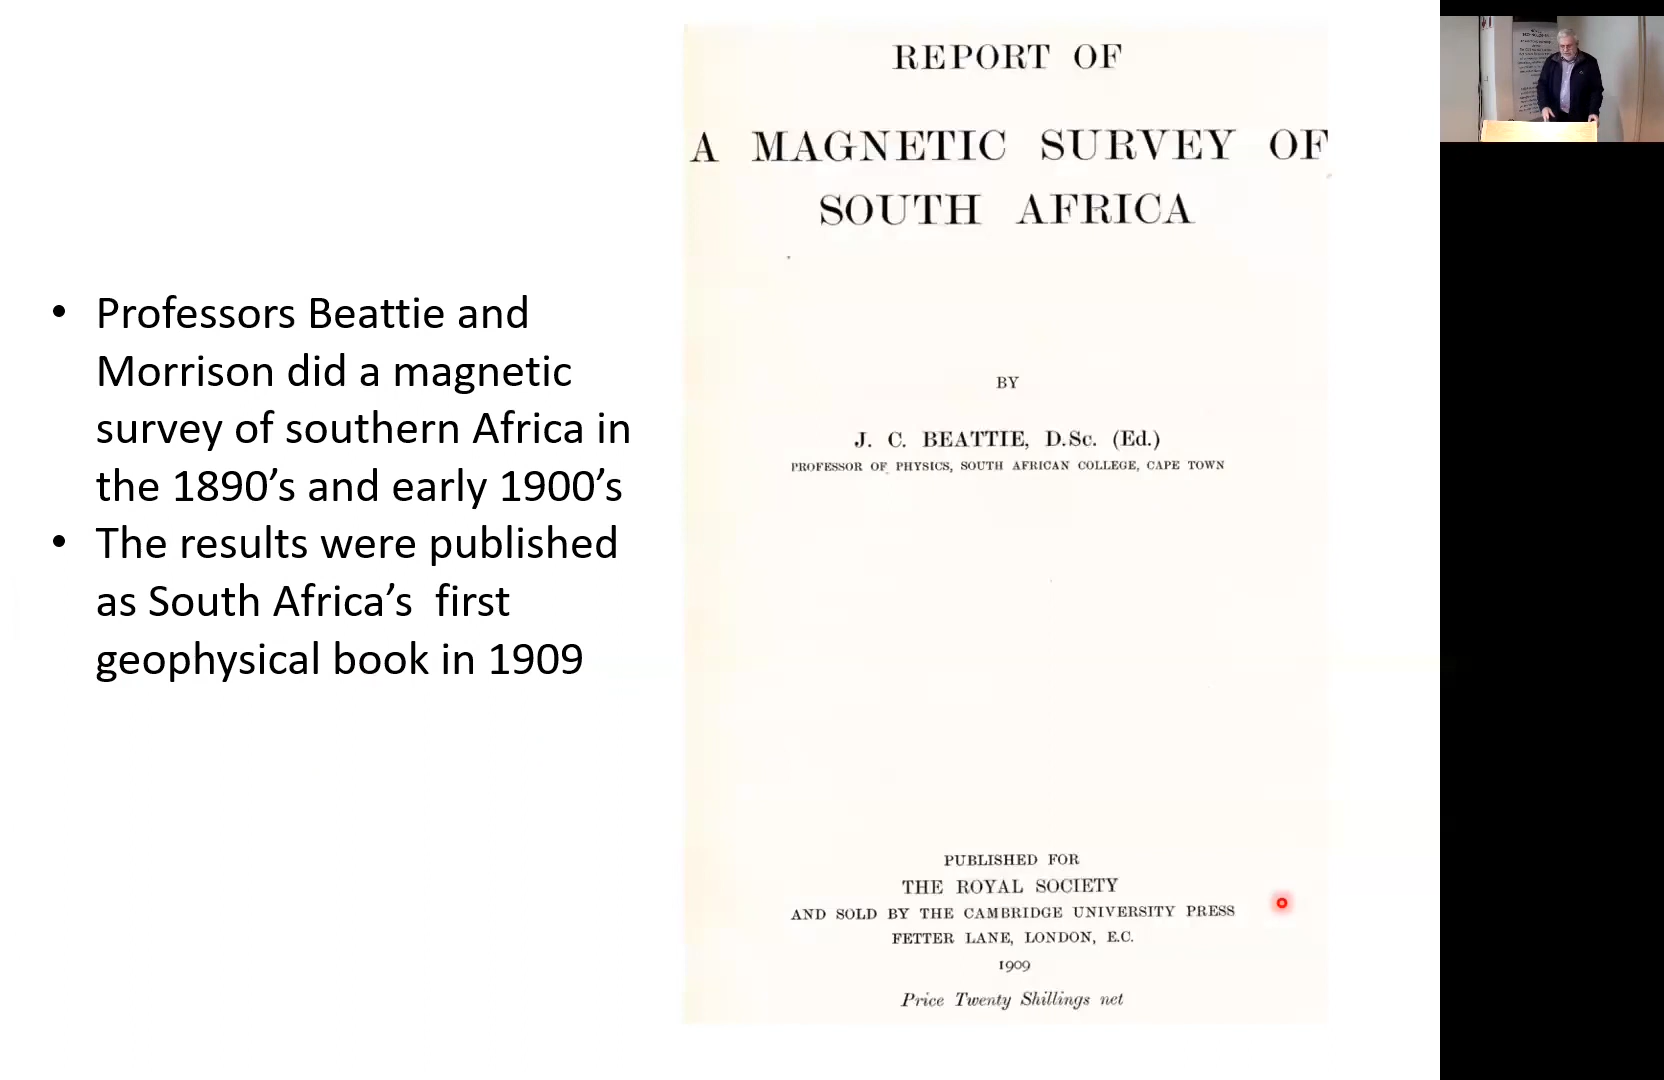 • Professors Beattie and
Morrison did a magnetic
survey of southern Africa in
the 1890’s and early 1900’s
• The results were published
as South Africa’s  first
geophysical book in 1909
REPORT OF
A MAGNETIC SURVEY OF
SOUTH AFRICA
BY
J. C. BEATTIE, D.Sc. (Ed.)
PROFESSOR OF PHYSICS, SOUTH AFRICAN COLLEGE, CAPE TOWN
PUBLISHED FOR
THE ROYAL SOCIETY
AND SOLD BY THE CAMBRIDGE UNIVERSITY PRESS
FETTER LANE, LONDON, E.C.
1909
Price Twenty Shillings net